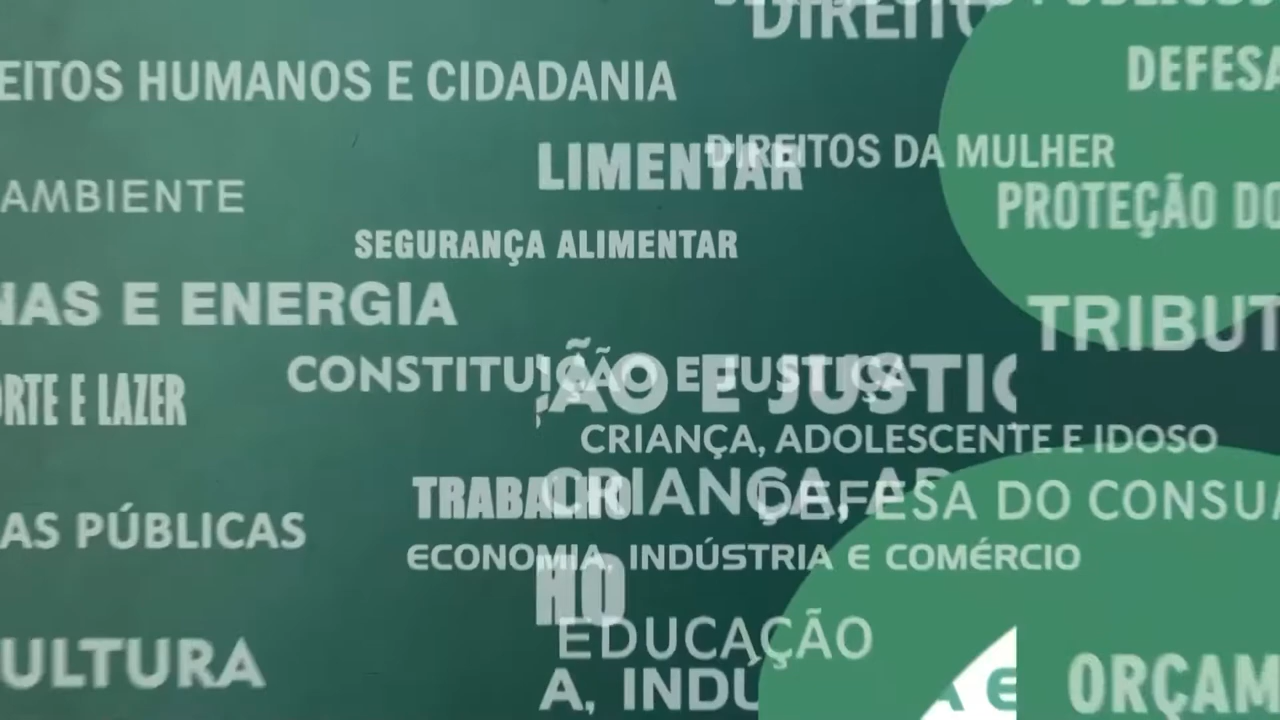 DIREITO
EITOS HUMANOS E CIDADANIA
DEFESA
DIREITOS DA MULHER
LIMENTAR
AMBIENTE
PROTEÇÃO DO
SEGURANÇA ALIMENTAR
NAS E ENERGIA
TRIBUT
CONSTITUIÇÃO E JUSTIÇA
ÃO E JUSTIÇ
ORTE E LAZER
CRIANÇA, ADOLESCENTE E IDOSO
CRIANÇA, AD
TRABALHO
DEFESA DO CONSU
AS PÚBLICAS
ECONOMIA, INDÚSTRIA E COMÉRCIO
HO
EDUCAÇÃO
ULTURA
A, INDÚ
A E
ORÇAM